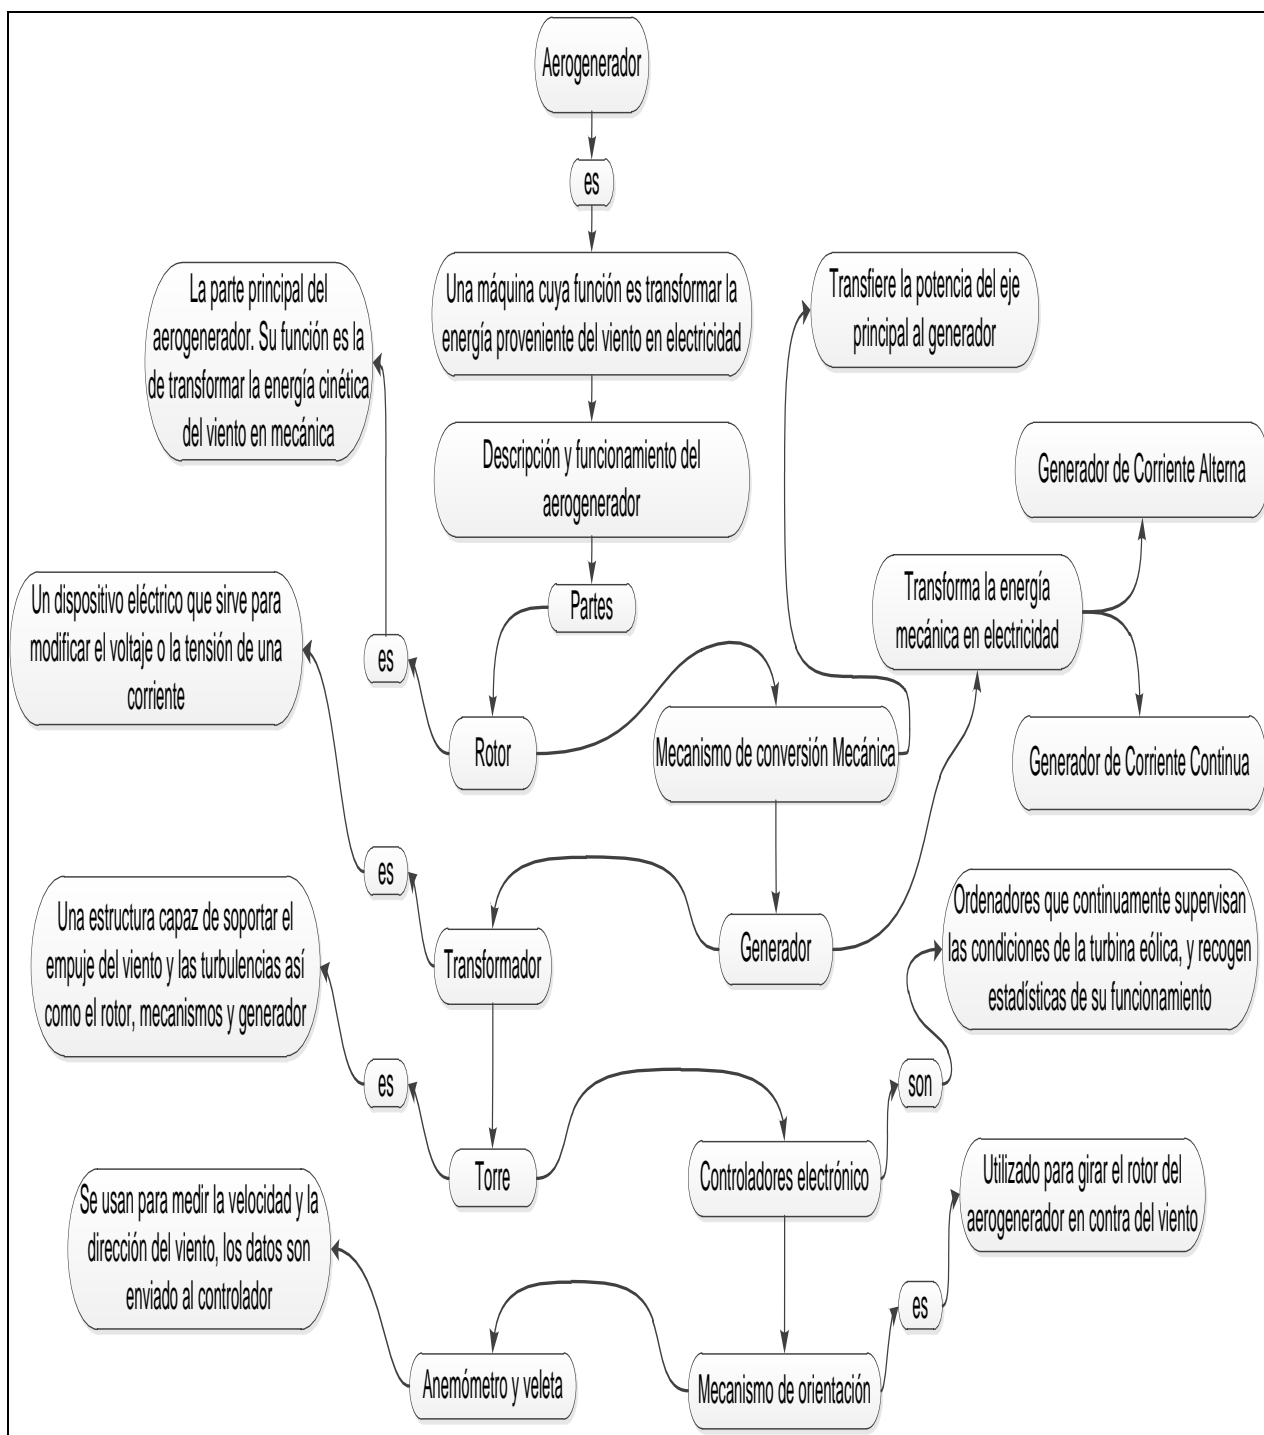 Aerogenerador
es
Una máquina cuya función es transformar la
energía proveniente del viento en electricidad
Transfiere la potencia del eje
principal al generador
La parte principal del
aerogenerador. Su función es la
de transformar la energía cinética
del viento en mecánica
Descripción y funcionamiento del
aerogenerador
Generador de Corriente Alterna
Partes
Transforma la energía
mecánica en electricidad
Un dispositivo eléctrico que sirve para
modificar el voltaje o la tensión de una
corriente
es
Rotor
Mecanismo de conversión Mecánica
Generador de Corriente Continua
es
Transformador
Generador
Ordenadores que continuamente supervisan
las condiciones de la turbina eólica, y recogen
estadísticas de su funcionamiento
Una estructura capaz de soportar el
empuje del viento y las turbulencias así
como el rotor, mecanismos y generador
es
son
Torre
Controladores electrónico
Utilizado para girar el rotor del
aerogenerador en contra del viento
Se usan para medir la velocidad y la
dirección del viento, los datos son
enviado al controlador
es
Anemómetro y veleta
Mecanismo de orientación